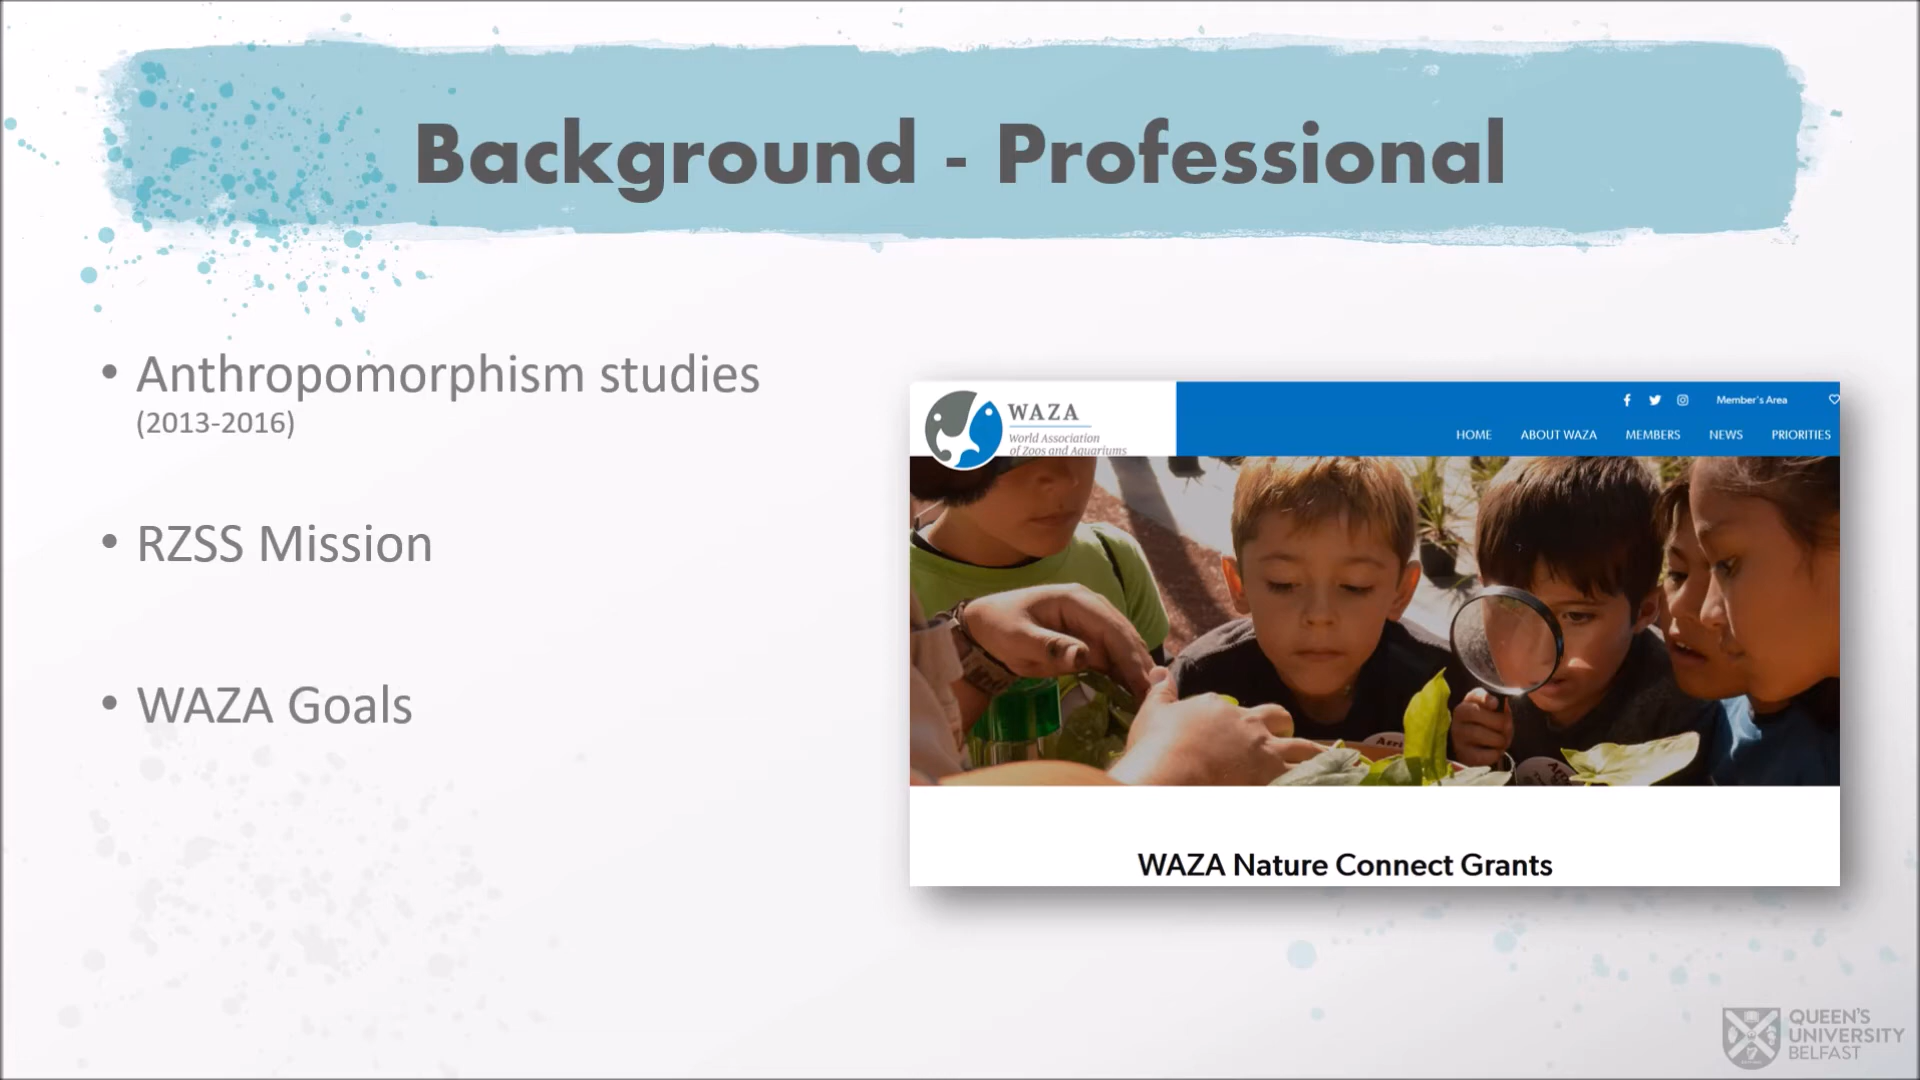 Background - Professional
• Anthropomorphism studies
(2013-2016)
• RZSS Mission
• WAZA Goals
WAZA
World Association
of Zoos and Aquariums
Member's Area
HOME ABOUT WAZA MEMBERS NEWS PRIORITIES
WAZA Nature Connect Grants
QUEEN'S
UNIVERSITY
BELFAST